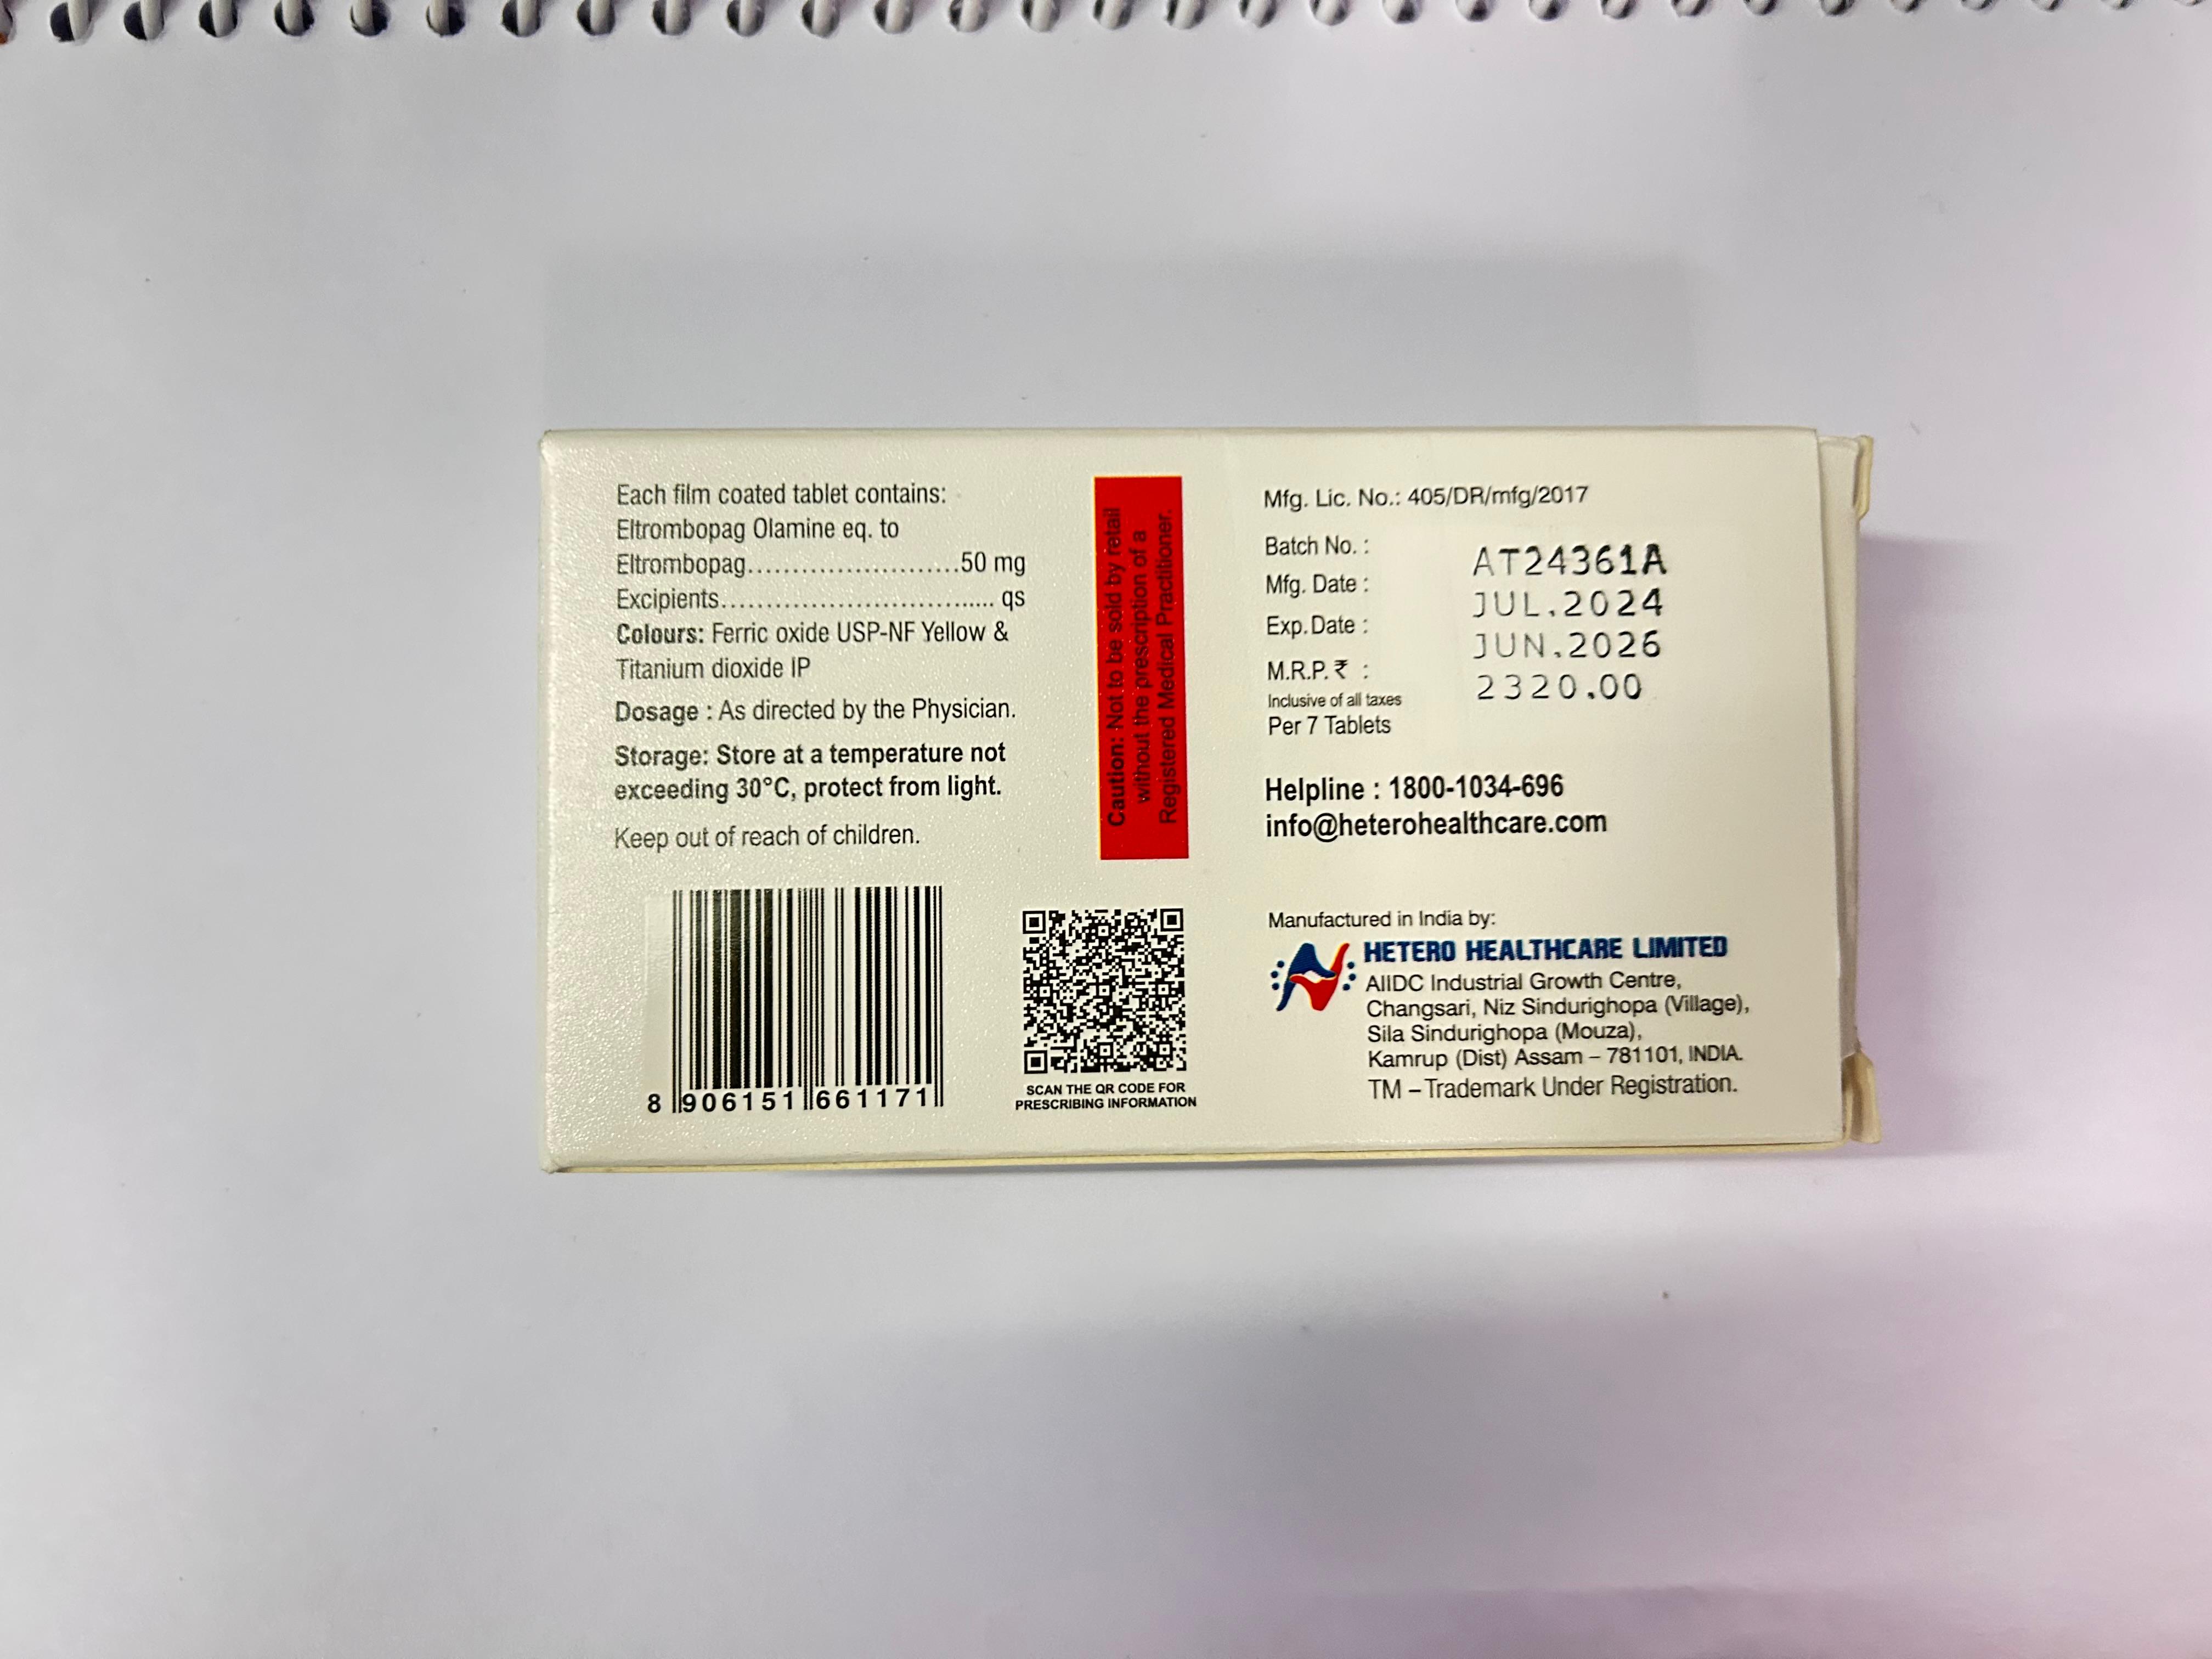 Each film coated tablet contains:
Eltrombopag Olamine eq. to
Eltrombopag........................50 mg
Excipients................................ qs
Colours: Ferric oxide USP-NF Yellow &
Titanium dioxide IP
Dosage : As directed by the Physician.
Storage: Store at a temperature not
exceeding 30°C, protect from light.
Keep out of reach of children.
8 906151 661171
Caution: Not to be sold by retail
without the prescription of a
Registered Medical Practitioner.
SCAN THE QR CODE FOR
PRESCRIBING INFORMATION
Mfg. Lic. No.: 405/DR/mfg/2017
Batch No. : AT24361A
Mfg. Date : JUL.2024
Exp. Date : JUN.2026
M.R.P. ₹ : 2320.00
Inclusive of all taxes
Per 7 Tablets
Helpline : 1800-1034-696
info@heterohealthcare.com
Manufactured in India by:
HETERO HEALTHCARE LIMITED
AIIDC Industrial Growth Centre,
Changsari, Niz Sindurighopa (Village),
Sila Sindurighopa (Mouza),
Kamrup (Dist) Assam – 781101, INDIA.
TM – Trademark Under Registration.